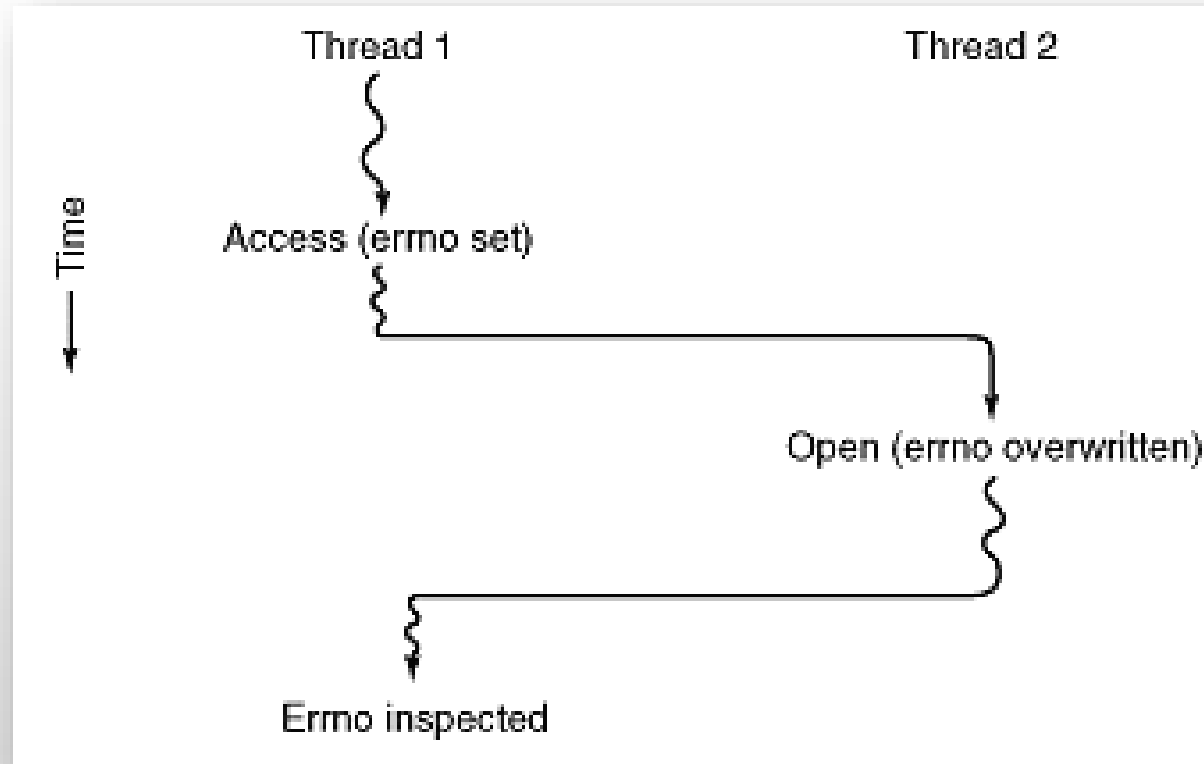 Thread 1
Thread 2
Time
Access (errno set)
Open (errno overwritten)
Errno inspected